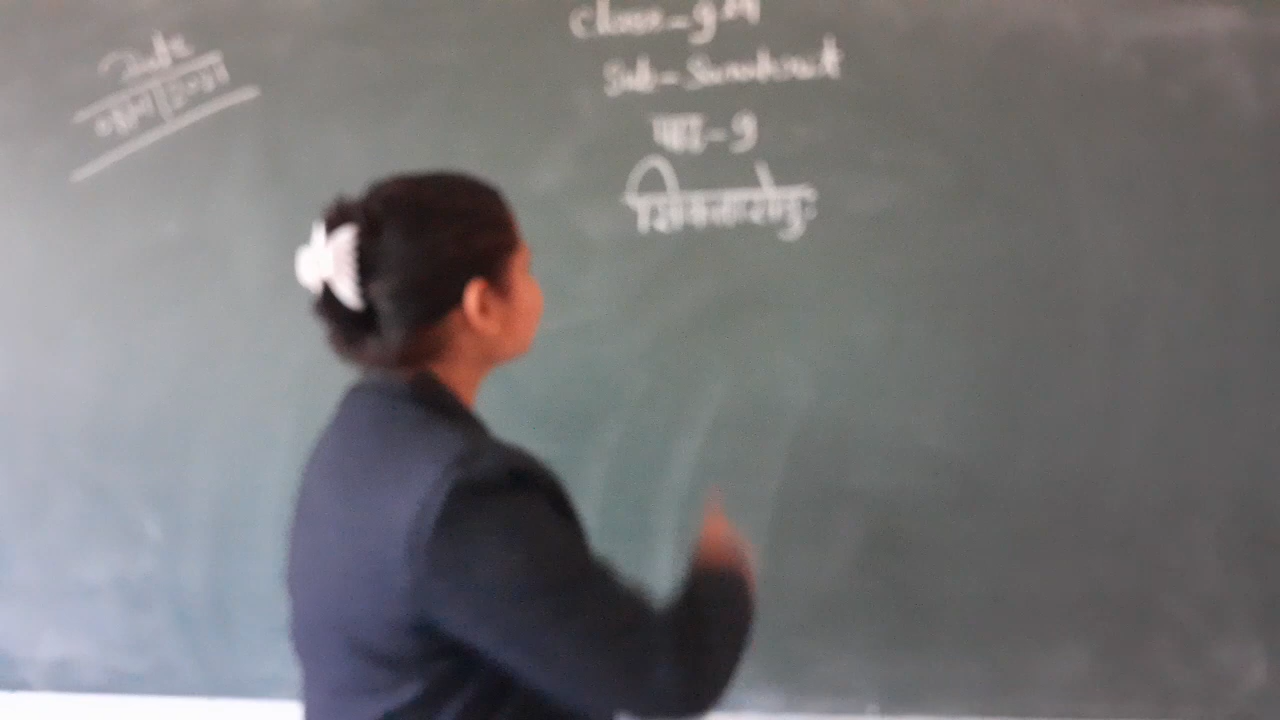 Date
Class - 9th
Sub - Sanskrit
पाठ - 9
सिकतासेतुः